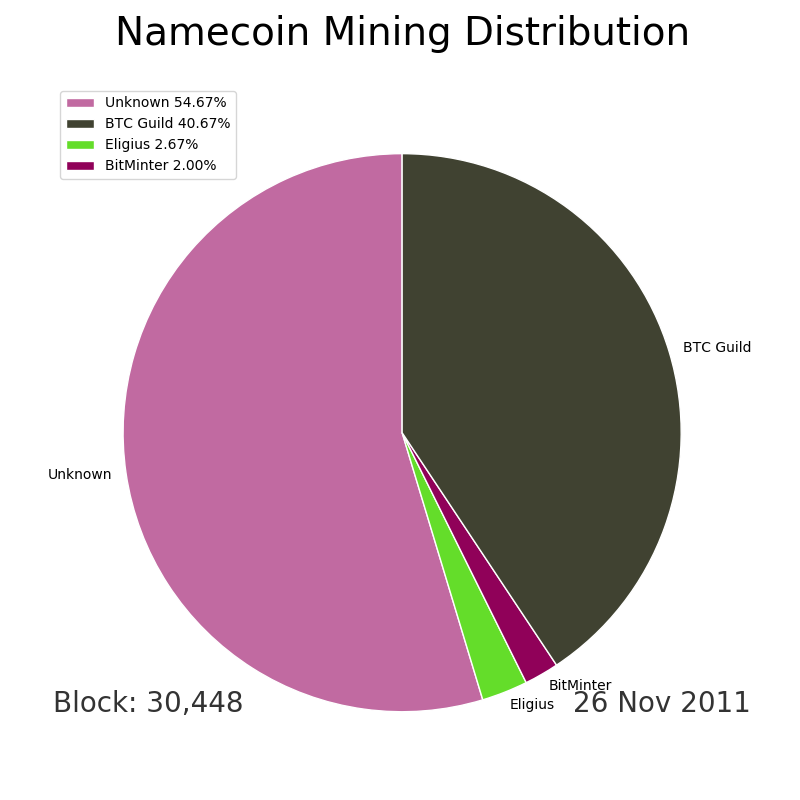 Namecoin Mining Distribution
Unknown 54.67%
BTC Guild 40.67%
Eligius 2.67%
BitMinter 2.00%
BTC Guild
Unknown
BitMinter
Eligius
Block: 30,448
26 Nov 2011